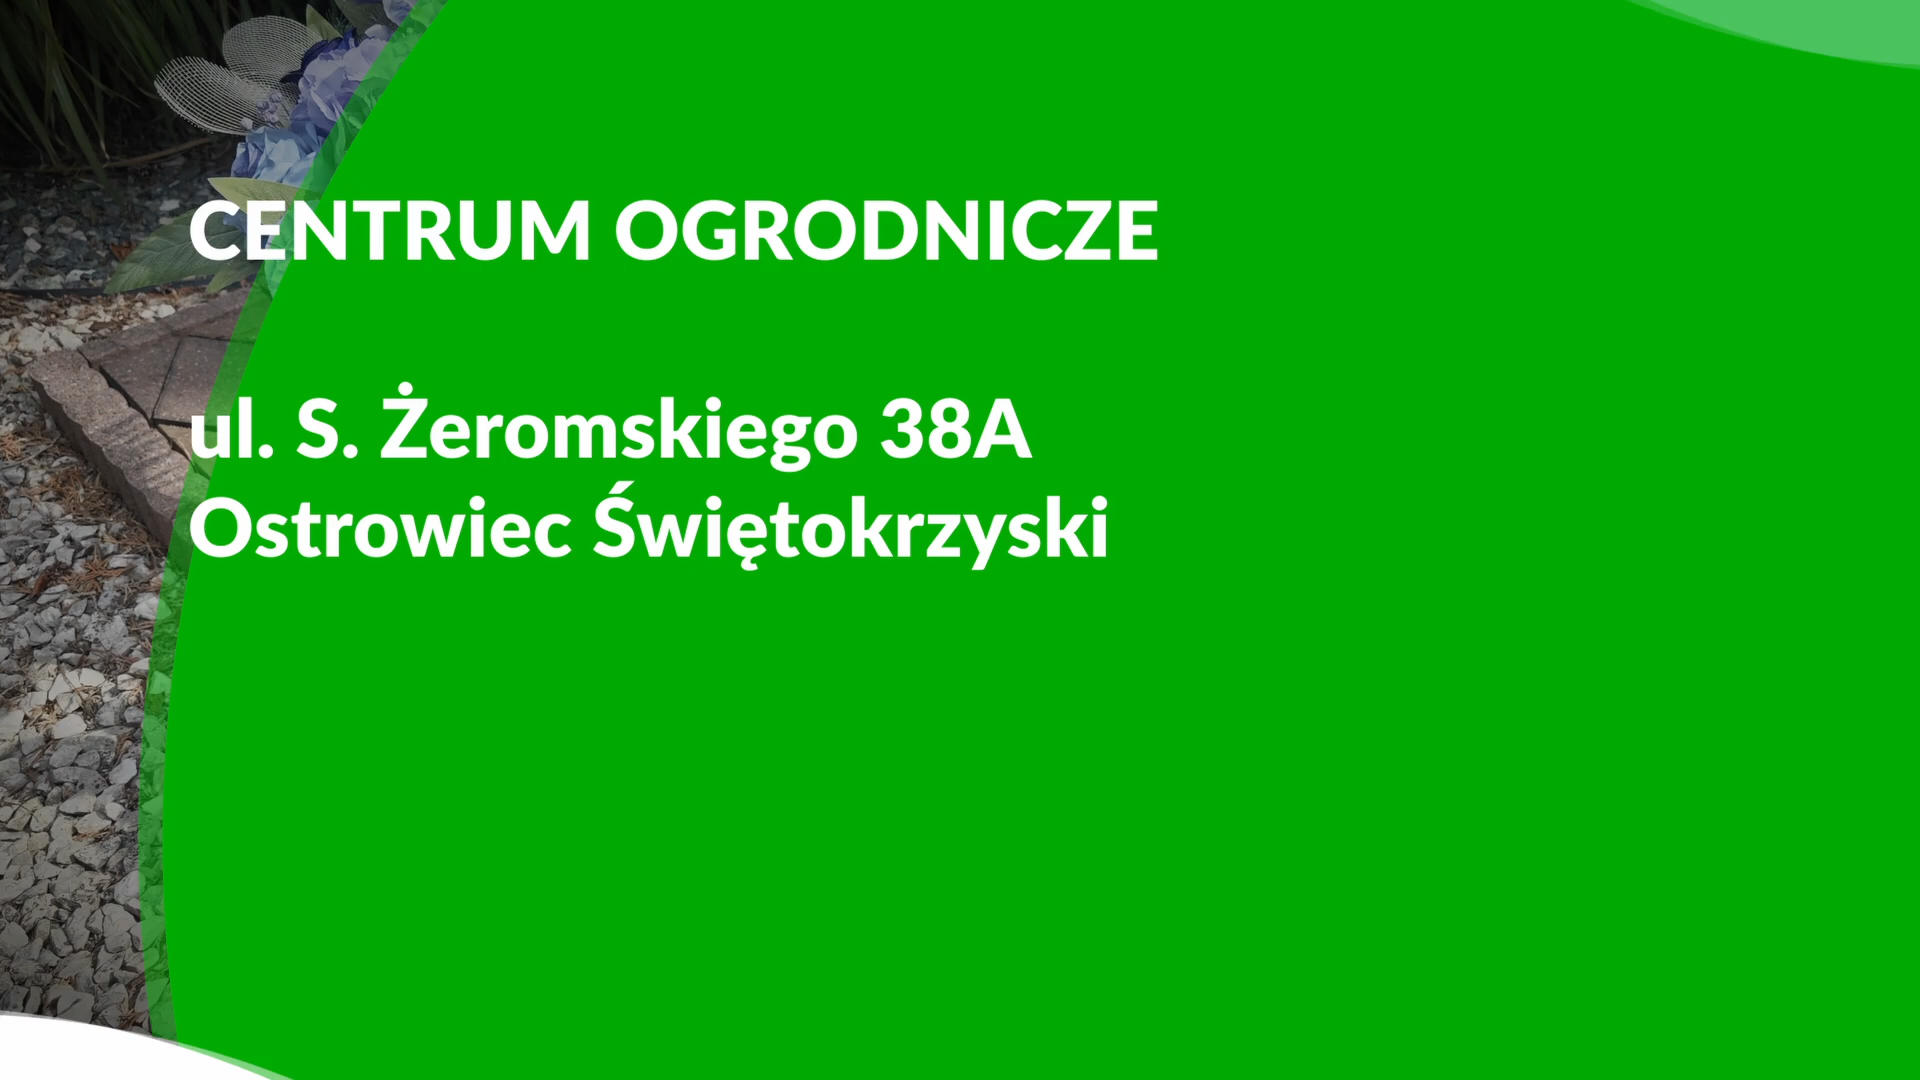 CENTRUM OGRODNICZE
ul. S. Żeromskiego 38A
Ostrowiec Świętokrzyski